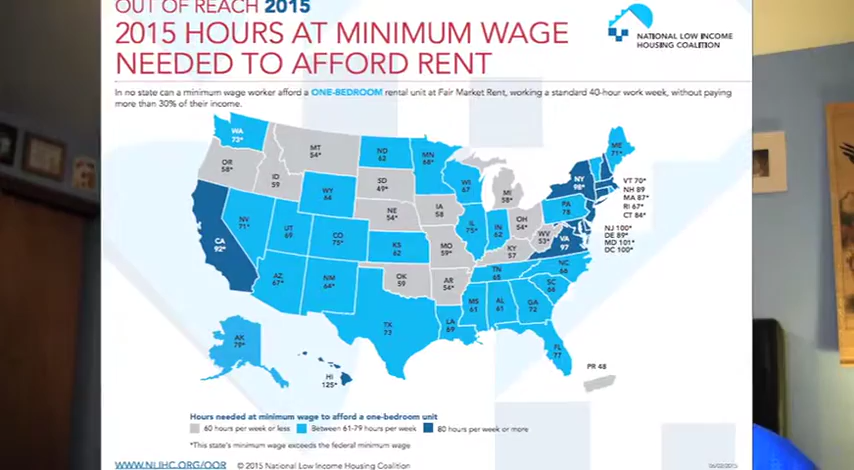 OUT OF REACH 2015
2015 HOURS AT MINIMUM WAGE
NEEDED TO AFFORD RENT
NATIONAL LOW INCOME
HOUSING COALITION
In no state can a minimum wage worker afford a ONE-BEDROOM rental unit at Fair Market Rent, working a standard 40-hour work week, without paying
more than 30% of their income.
WA
73*
OR
58*
CA
92*
NV
71*
ID
59
MT
54*
WY
64
UT
69
AZ
67*
CO
75*
NM
64*
ND
62
SD
49*
NE
54*
KS
62
OK
59
TX
73
MN
68*
IA
58
MO
59*
AR
54*
LA
69
WI
67
IL
75*
MI
58*
IN
62
OH
54*
KY
57
TN
65
MS
61
AL
61
GA
72
FL
77
SC
64
NC
66
VA
97
WV
53*
PA
78
NY
98*
ME
71*
VT 70*
NH 89
MA 87*
RI 67*
CT 84*
NJ 100*
DE 89*
MD 101*
DC 100*
AK
79*
HI
125*
PR 48
Hours needed at minimum wage to afford a one-bedroom unit
60 hours per week or less
Between 61-79 hours per week
80 hours per week or more
*This state's minimum wage exceeds the federal minimum wage
WWW.NLIHC.ORG/OOR © 2015 National Low Income Housing Coalition